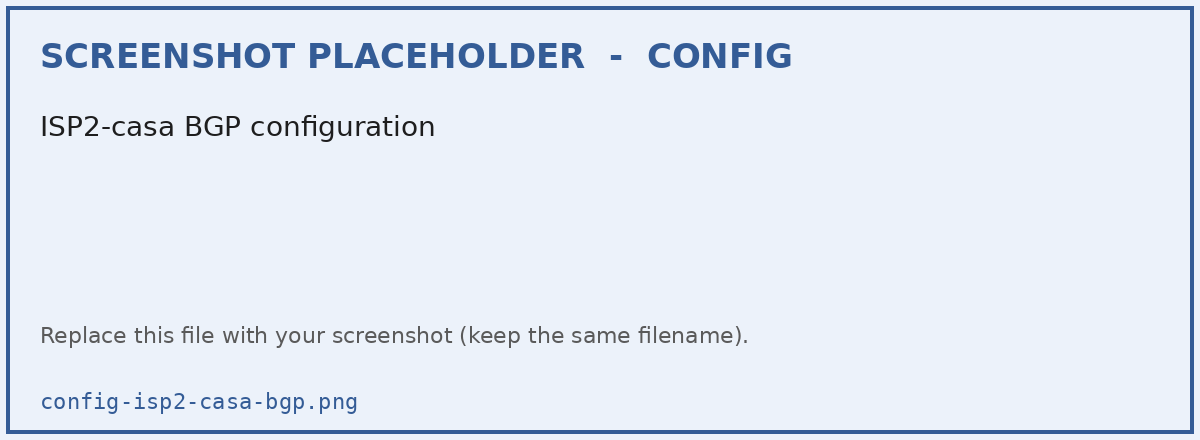 SCREENSHOT PLACEHOLDER - CONFIG
ISP2-casa BGP configuration
Replace this file with your screenshot (keep the same filename).
config-isp2-casa-bgp.png